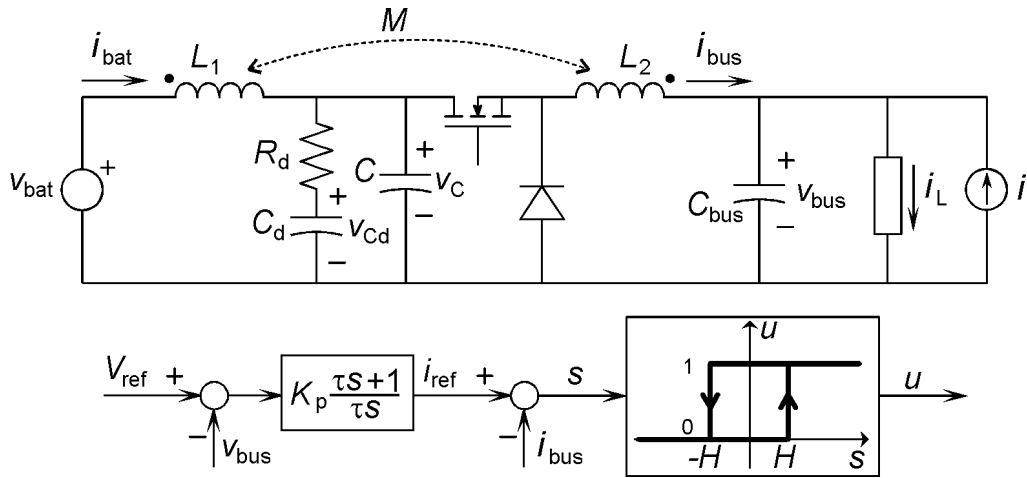 M
i_bat L_1 L_2 i_bus
R_d C + v_C −
v_bat + C_d + v_Cd − C_bus + v_bus − i_L i
V_ref + − v_bus K_p (τs+1)/(τs) i_ref + − i_bus s u
u
1
0
-H H s